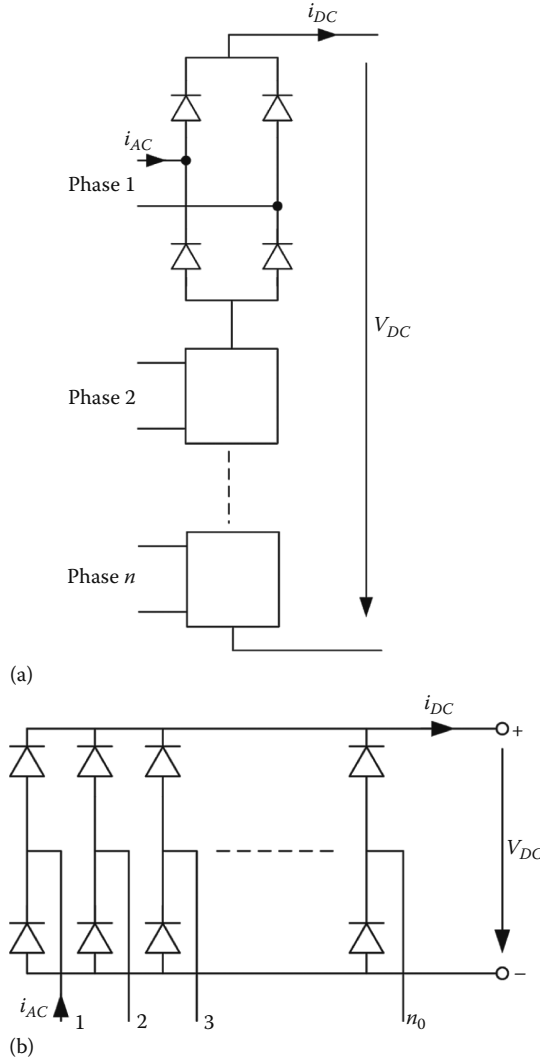 i_DC
i_AC
Phase 1
V_DC
Phase 2
Phase n
(a)
i_DC
+
V_DC
−
i_AC
1
2
3
n_0
(b)